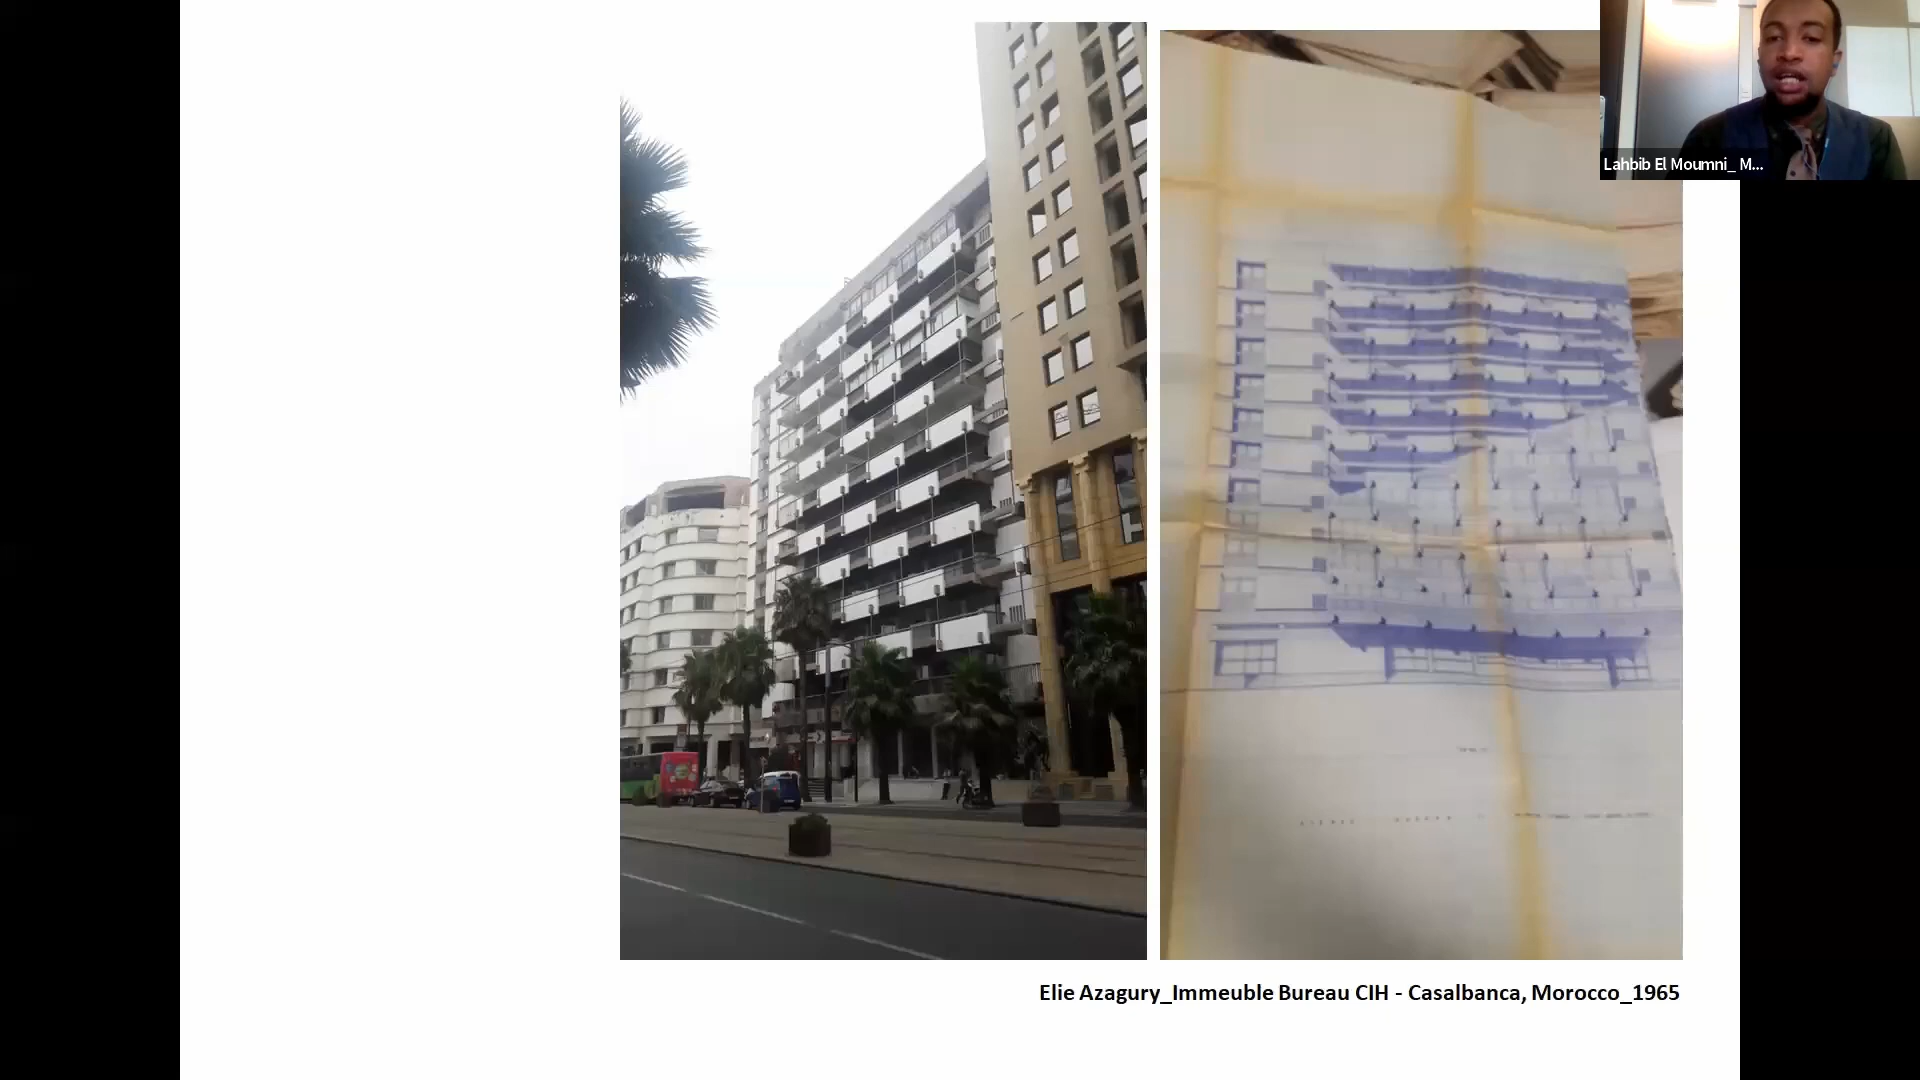 Lahbib El Moumni_ M...
Elie Azagury_Immeuble Bureau CIH - Casalbanca, Morocco_1965